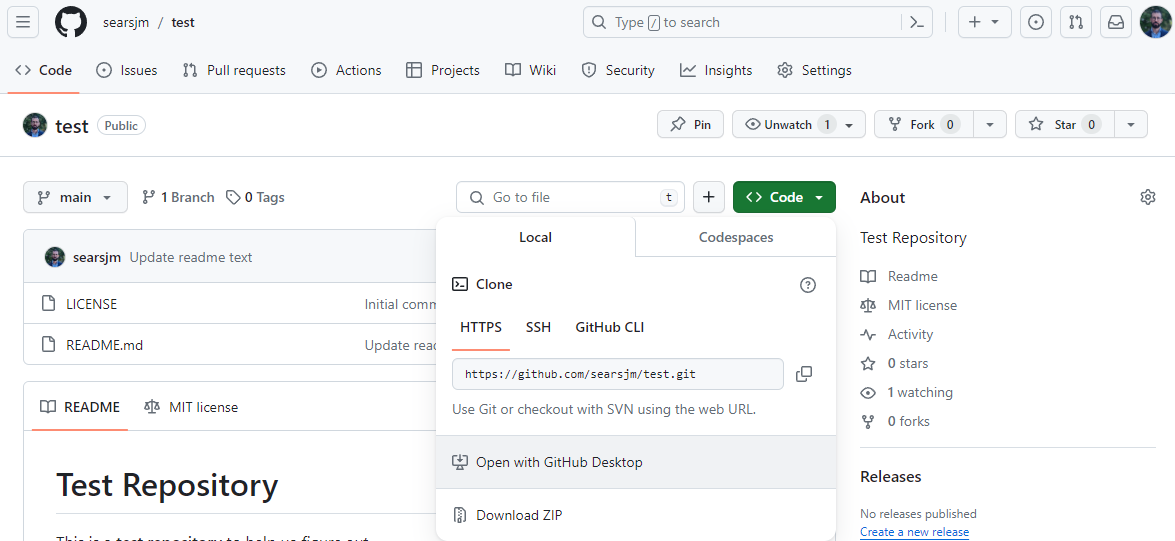 searsjm / test
Type / to search
Code Issues Pull requests Actions Projects Wiki Security Insights Settings
test Public
Pin Unwatch 1 Fork 0 Star 0
main 1 Branch 0 Tags
Go to file t
Code
searsjm Update readme text
LICENSE Initial comm
README.md Update read
README MIT license
Test Repository
This is a test repository to help us figure out
Local Codespaces
Clone
HTTPS SSH GitHub CLI
https://github.com/searsjm/test.git
Use Git or checkout with SVN using the web URL.
Open with GitHub Desktop
Download ZIP
About
Test Repository
Readme
MIT license
Activity
0 stars
1 watching
0 forks
Releases
No releases published
Create a new release